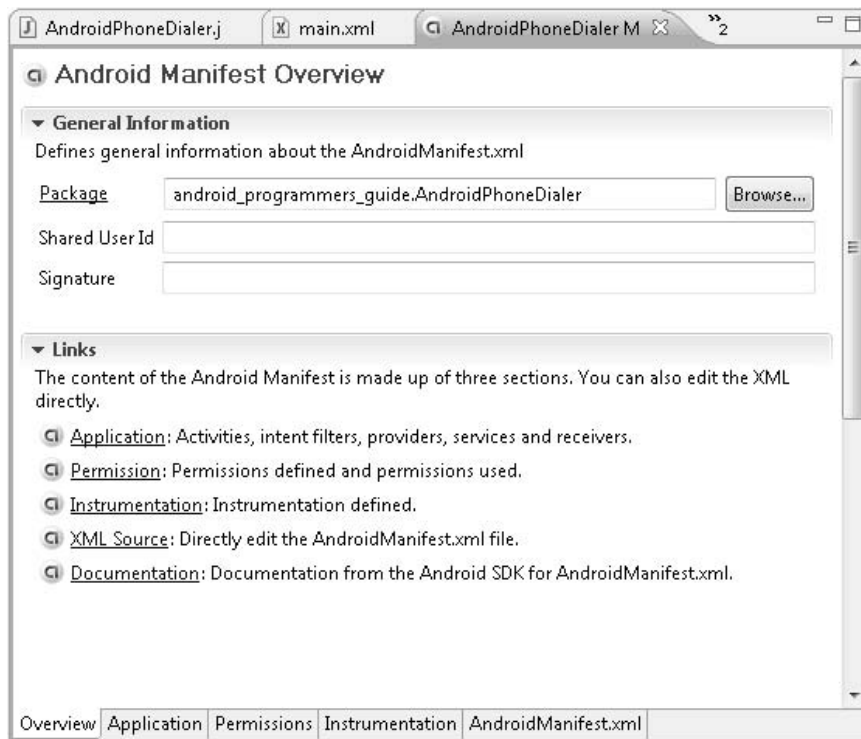 AndroidPhoneDialer.j main.xml AndroidPhoneDialer M »2
Android Manifest Overview
General Information
Defines general information about the AndroidManifest.xml
Package android_programmers_guide.AndroidPhoneDialer Browse...
Shared User Id
Signature
Links
The content of the Android Manifest is made up of three sections. You can also edit the XML
directly.
Application: Activities, intent filters, providers, services and receivers.
Permission: Permissions defined and permissions used.
Instrumentation: Instrumentation defined.
XML Source: Directly edit the AndroidManifest.xml file.
Documentation: Documentation from the Android SDK for AndroidManifest.xml.
Overview Application Permissions Instrumentation AndroidManifest.xml